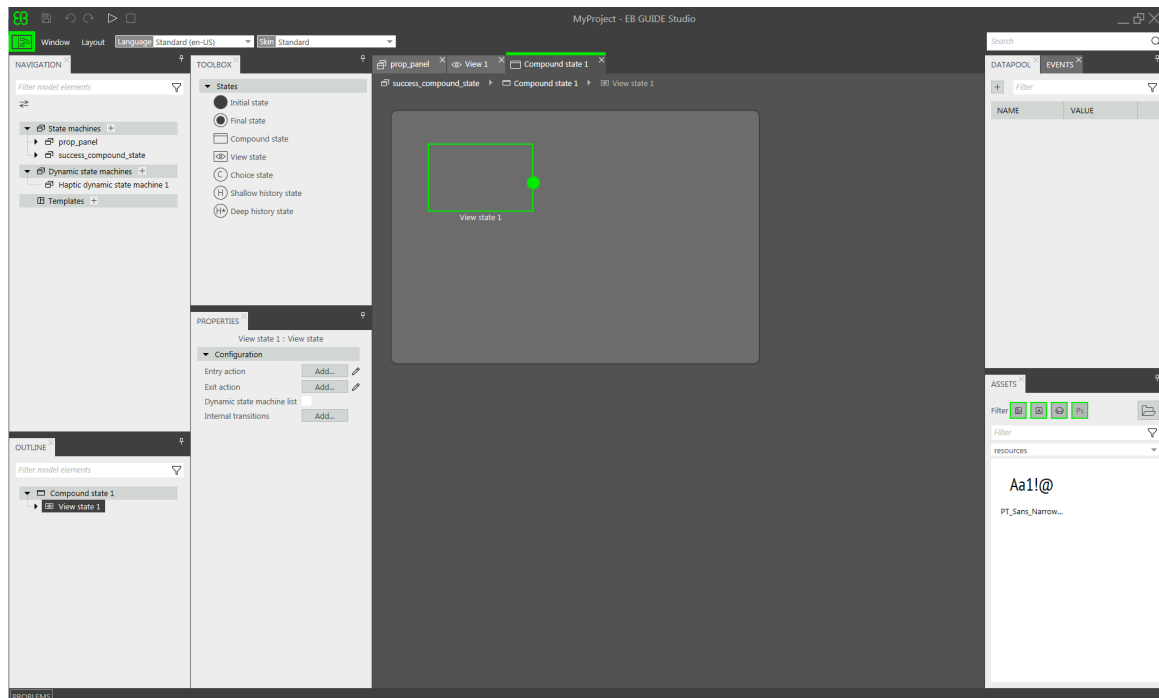 EB
MyProject - EB GUIDE Studio
Window Layout Language Standard (en-US) Skin Standard
Search
NAVIGATION
Filter model elements
State machines +
prop_panel
success_compound_state
Dynamic state machines +
Haptic dynamic state machine 1
Templates +
OUTLINE
Filter model elements
Compound state 1
View state 1
TOOLBOX
States
Initial state
Final state
Compound state
View state
C Choice state
H Shallow history state
H* Deep history state
PROPERTIES
View state 1 : View state
Configuration
Entry action Add...
Exit action Add...
Dynamic state machine list
Internal transitions Add...
prop_panel View 1 Compound state 1
success_compound_state Compound state 1 View state 1
View state 1
DATAPOOL EVENTS
+ Filter
NAME VALUE
ASSETS
Filter A Ps
Filter
resources
Aa1!@
PT_Sans_Narrow...
PROBLEMS